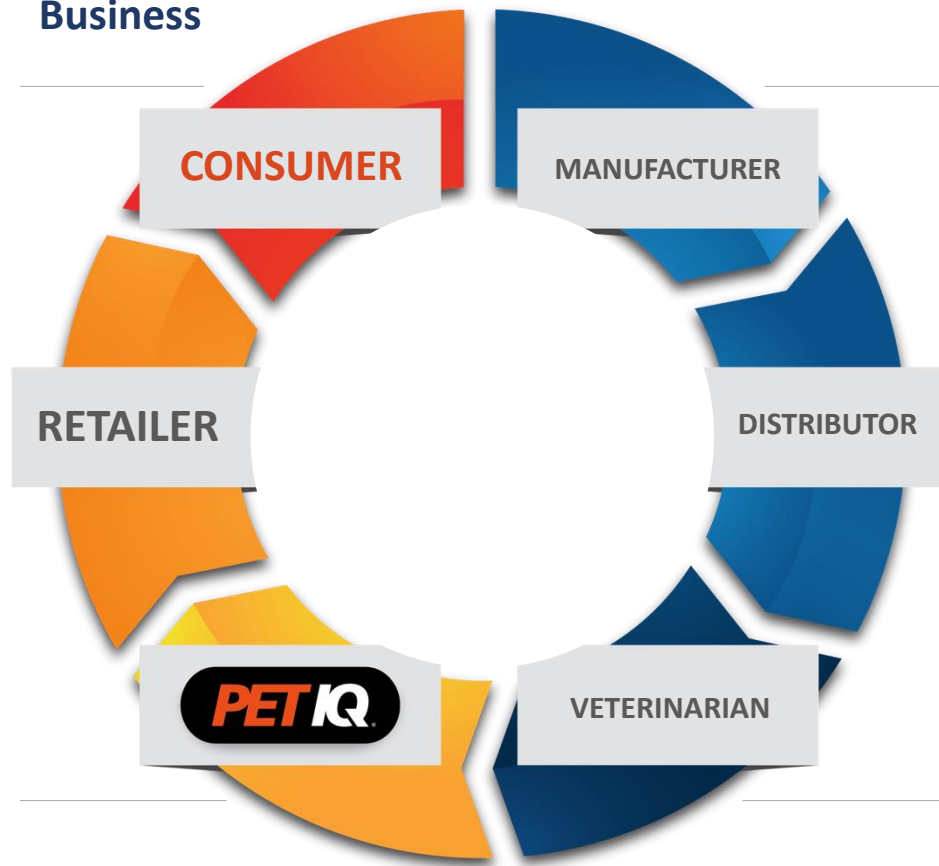 Business
CONSUMER
MANUFACTURER
RETAILER
DISTRIBUTOR
PET IQ
VETERINARIAN